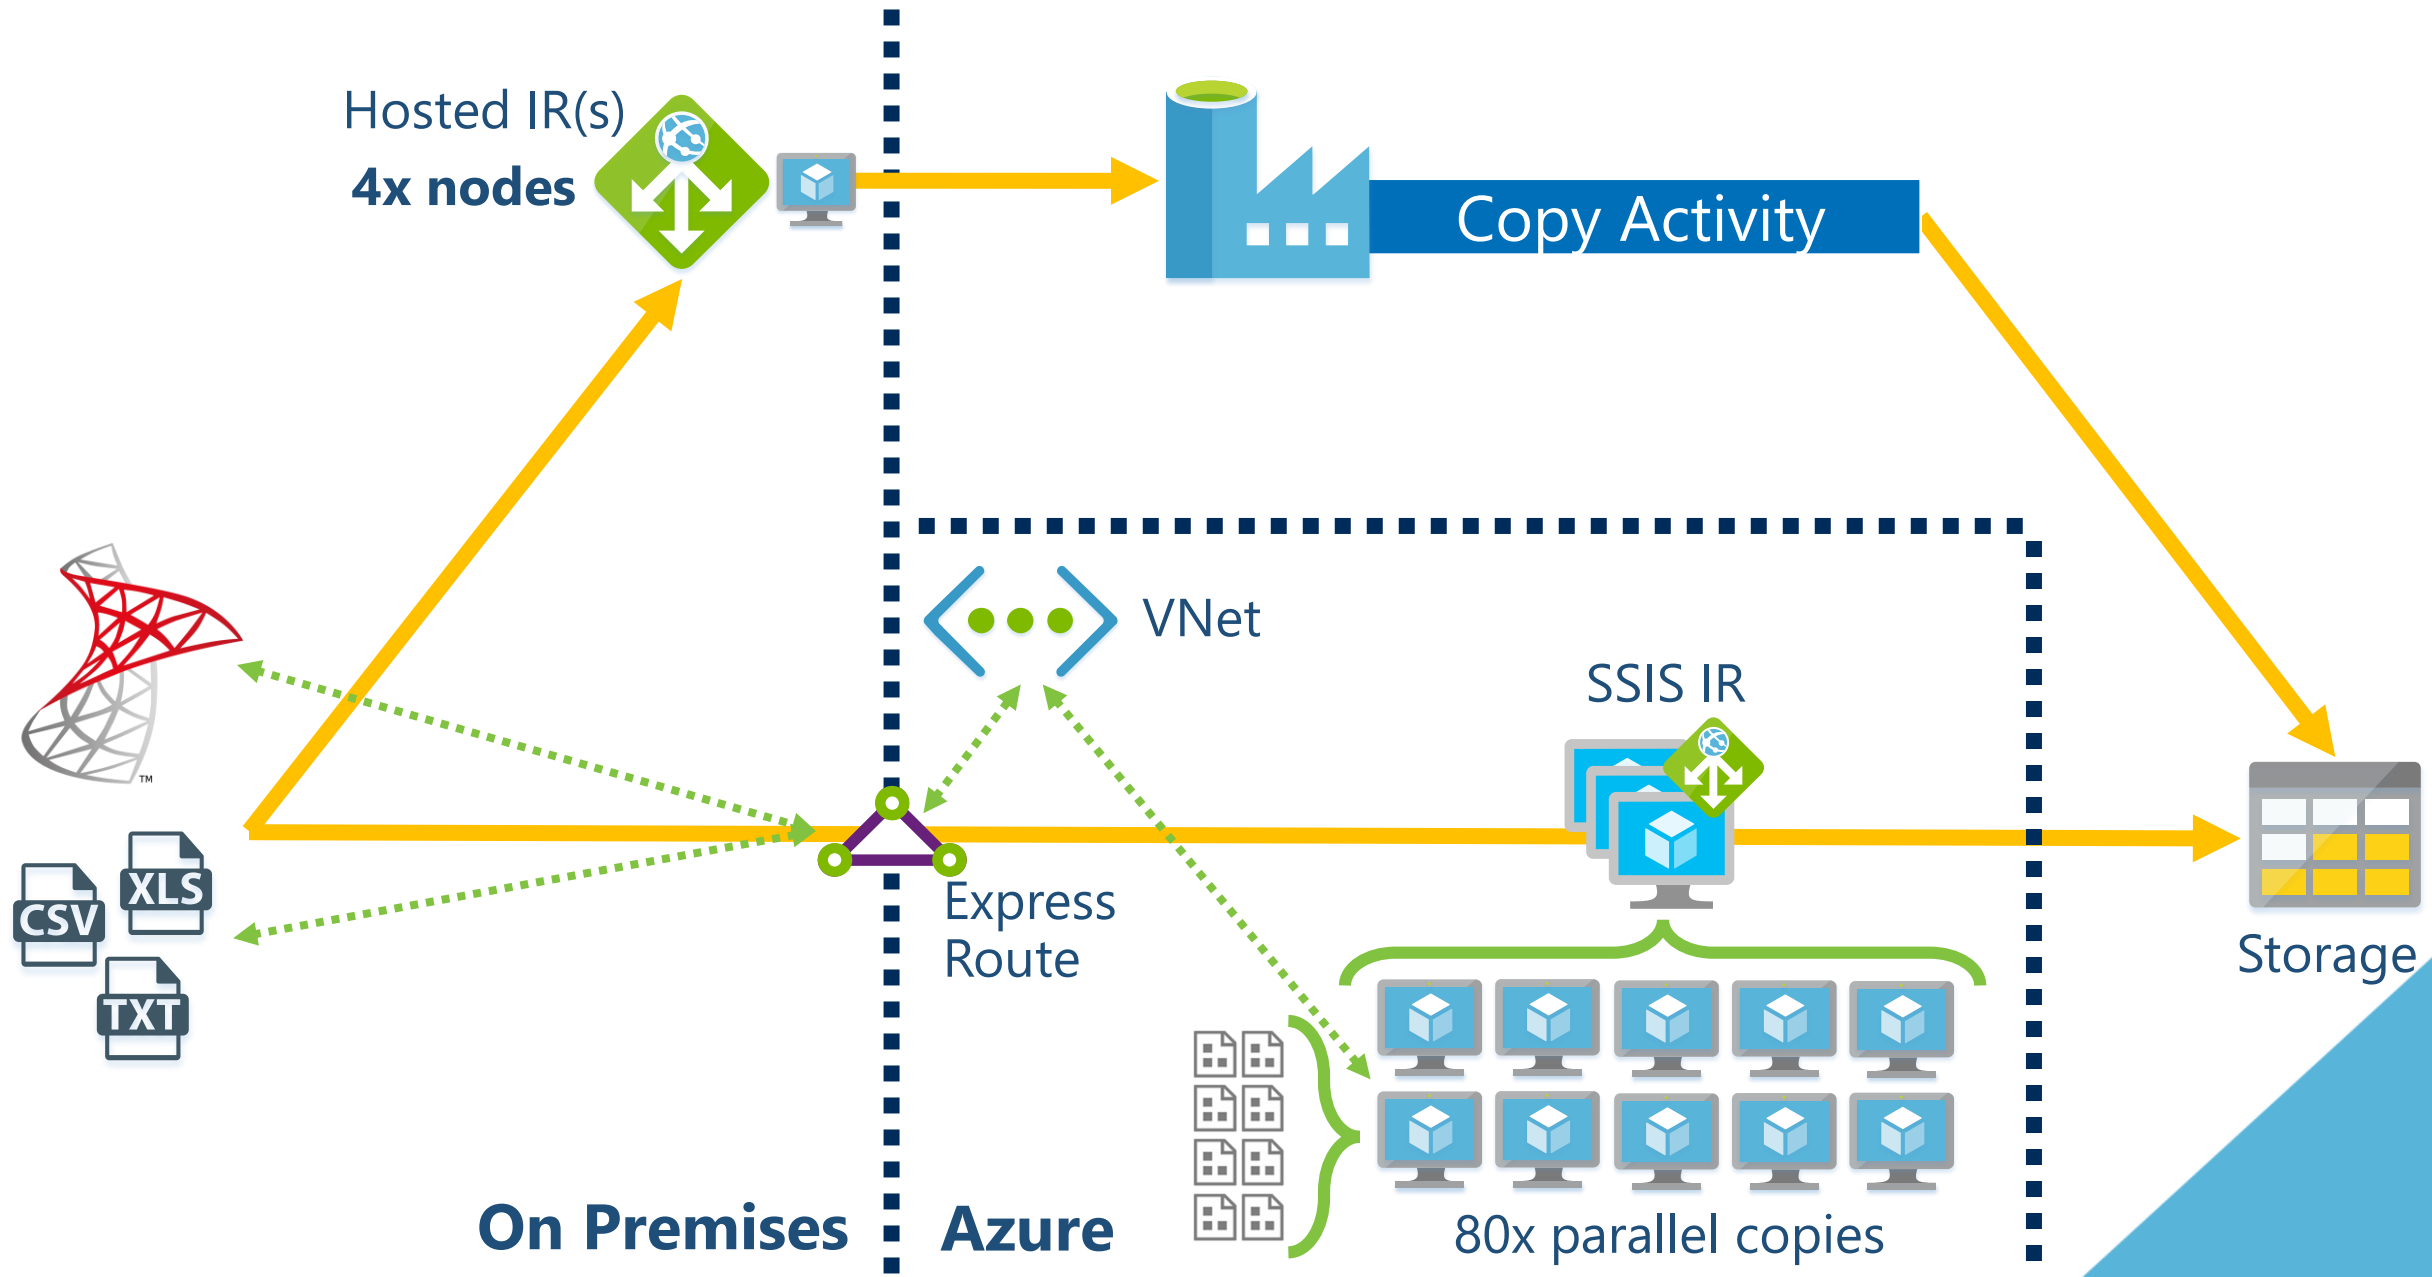 Hosted IR(s)
4x nodes
Copy Activity
VNet
SSIS IR
TM
XLS
CSV
TXT
Express
Route
Storage
On Premises
Azure
80x parallel copies